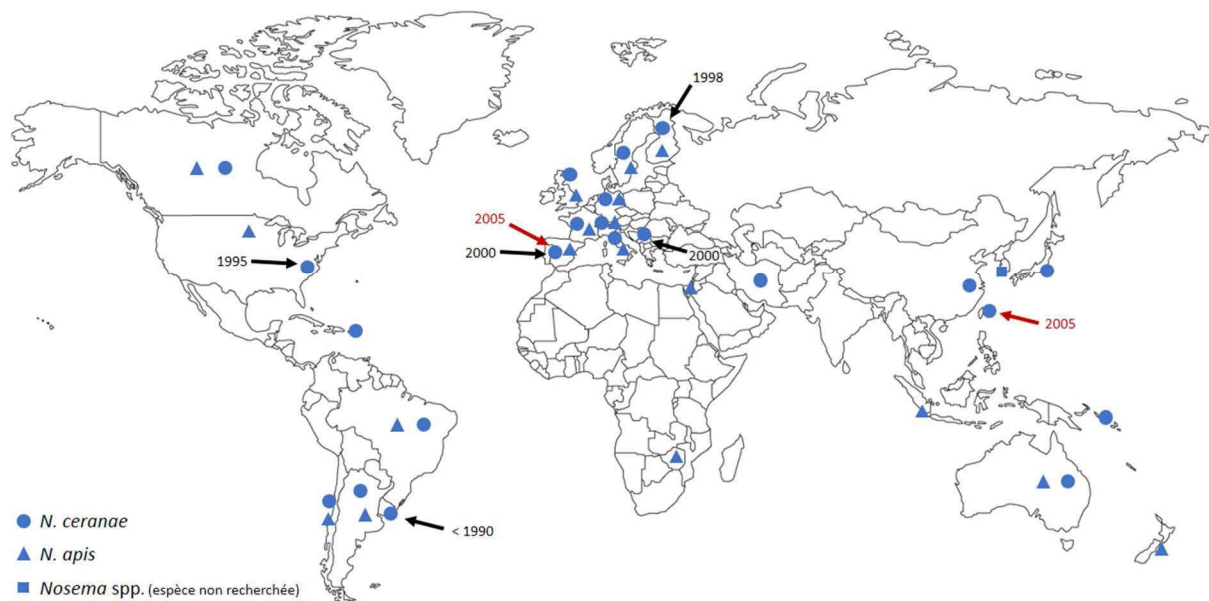 1998
2005
2000
2000
1995
2005
< 1990
N. ceranae
N. apis
Nosema spp. (espèce non recherchée)